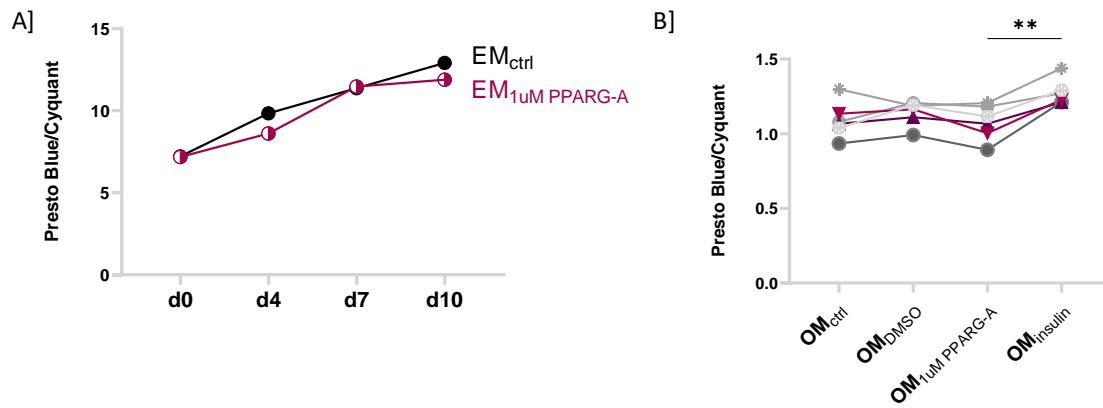 A]
Presto Blue/Cyquant
15
10
5
0
d0 d4 d7 d10
EMctrl
EM1uM PPARG-A
B]
**
Presto Blue/Cyquant
1.5
1.0
0.5
0.0
OMctrl
OMDMSO
OM1uM PPARG-A
OMinsulin